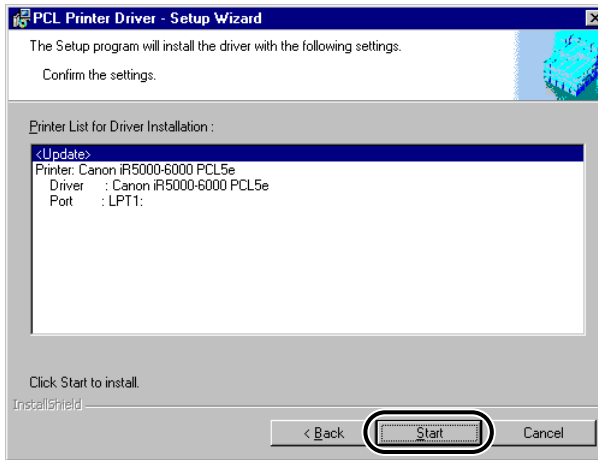 PCL Printer Driver - Setup Wizard
The Setup program will install the driver with the following settings.
Confirm the settings.
Printer List for Driver Installation :
<Update>
Printer: Canon iR5000-6000 PCL5e
Driver : Canon iR5000-6000 PCL5e
Port : LPT1:
Click Start to install.
InstallShield
< Back Start Cancel